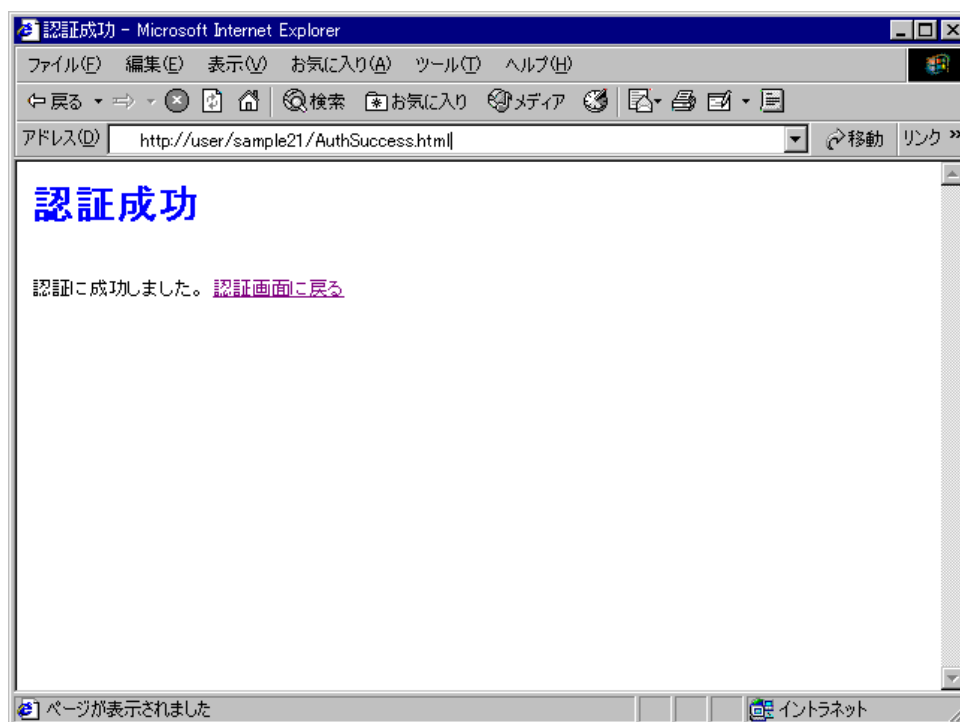 認証成功 - Microsoft Internet Explorer
ファイル(F) 編集(E) 表示(V) お気に入り(A) ツール(T) ヘルプ(H)
戻る 検索 お気に入り メディア
アドレス(D) http://user/sample21/AuthSuccess.html 移動 リンク »
認証成功
認証に成功しました。認証画面に戻る
ページが表示されました イントラネット